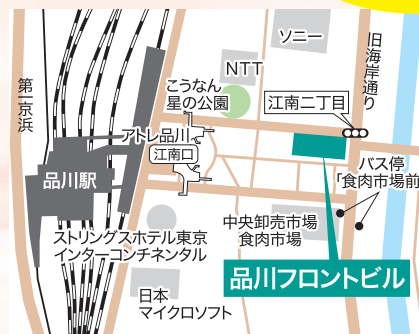 ソニー
旧海岸通り
NTT
第一京浜
こうなん
星の公園
江南二丁目
アトレ品川
江南口
品川駅
バス停
「食肉市場前
中央卸売市場
食肉市場
ストリングスホテル東京
インターコンチネンタル
品川フロントビル
日本
マイクロソフト